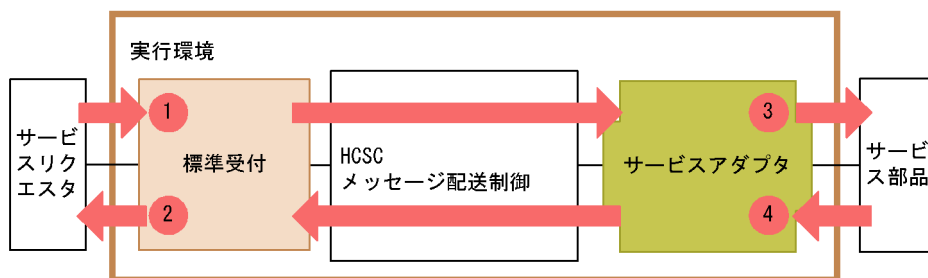 実行環境
1
3
サービ
スリク
エスタ
標準受付
HCSC
メッセージ配送制御
サービスアダプタ
サービ
ス部品
2
4